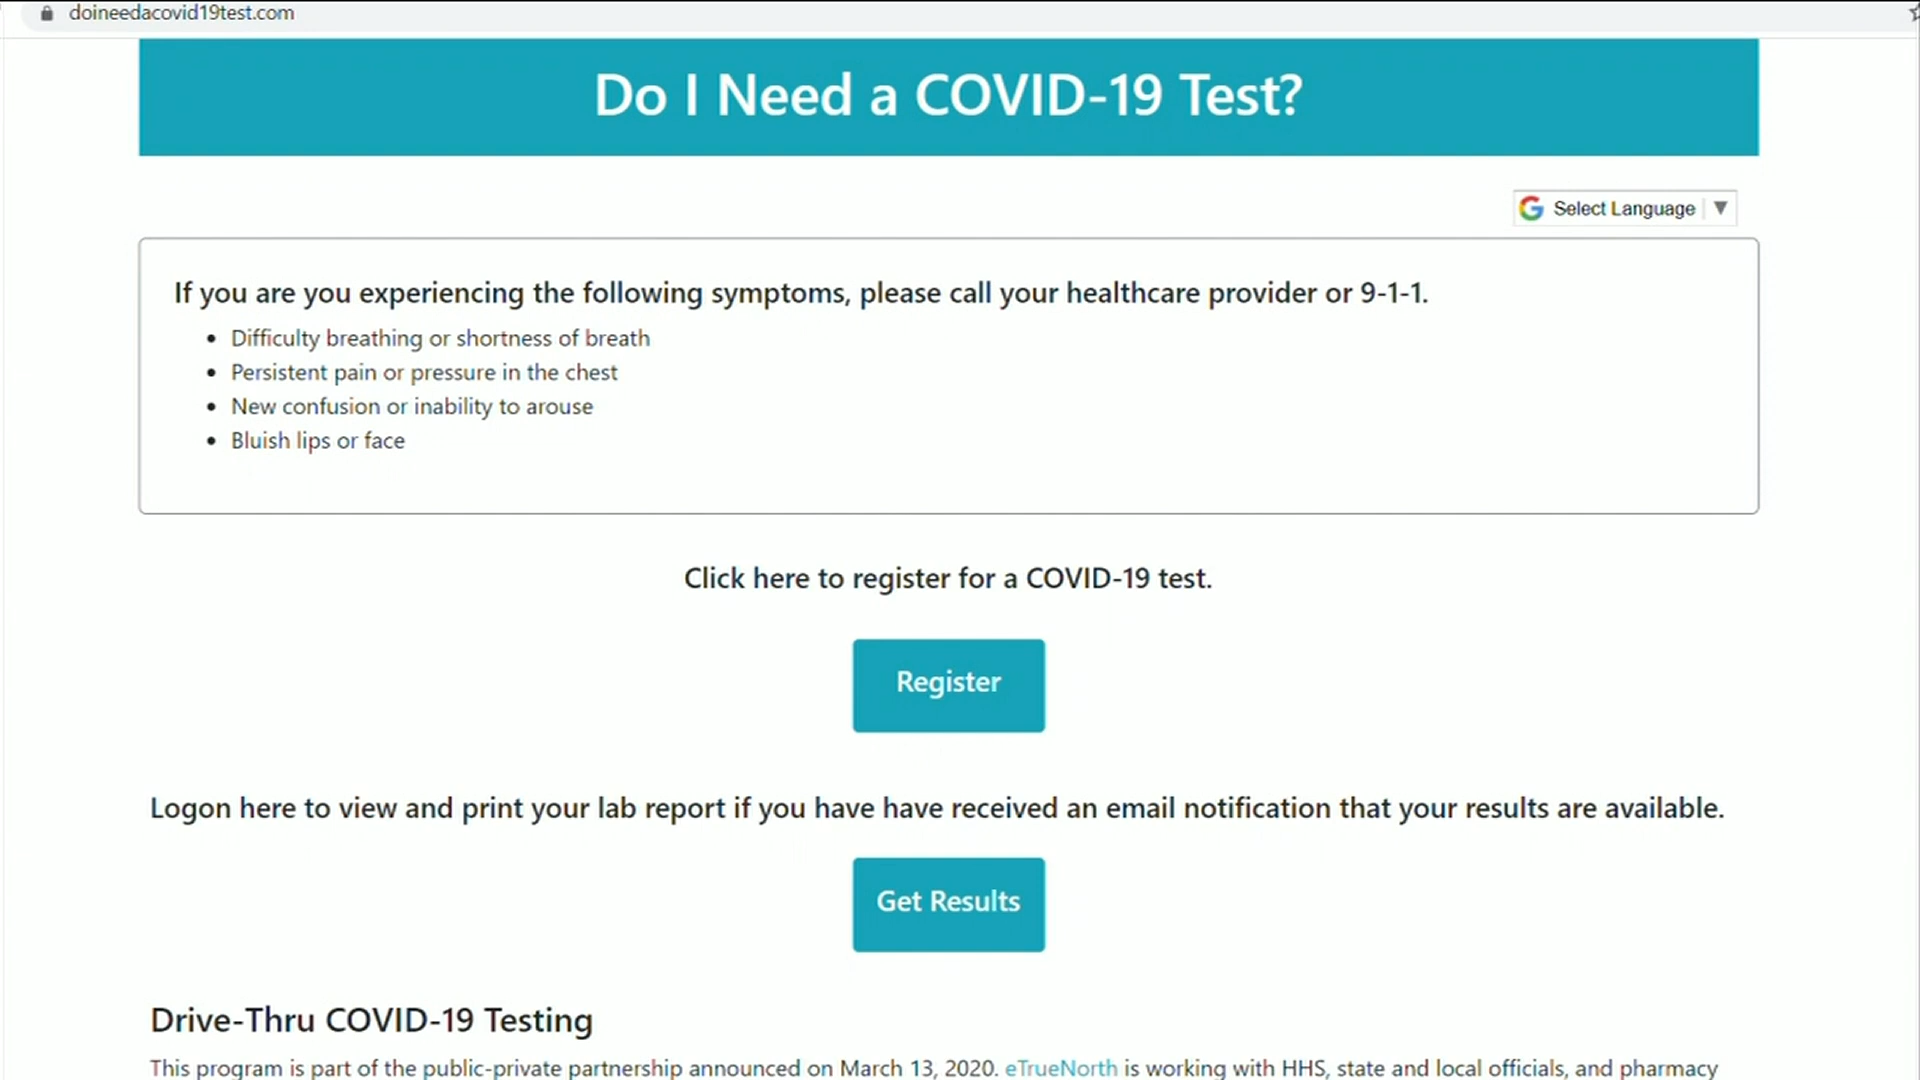 doineedacovid19test.com
Do I Need a COVID-19 Test?
Select Language
If you are you experiencing the following symptoms, please call your healthcare provider or 9-1-1.
Difficulty breathing or shortness of breath
Persistent pain or pressure in the chest
New confusion or inability to arouse
Bluish lips or face
Click here to register for a COVID-19 test.
Register
Logon here to view and print your lab report if you have have received an email notification that your results are available.
Get Results
Drive-Thru COVID-19 Testing
This program is part of the public-private partnership announced on March 13, 2020. eTrueNorth is working with HHS, state and local officials, and pharmacy